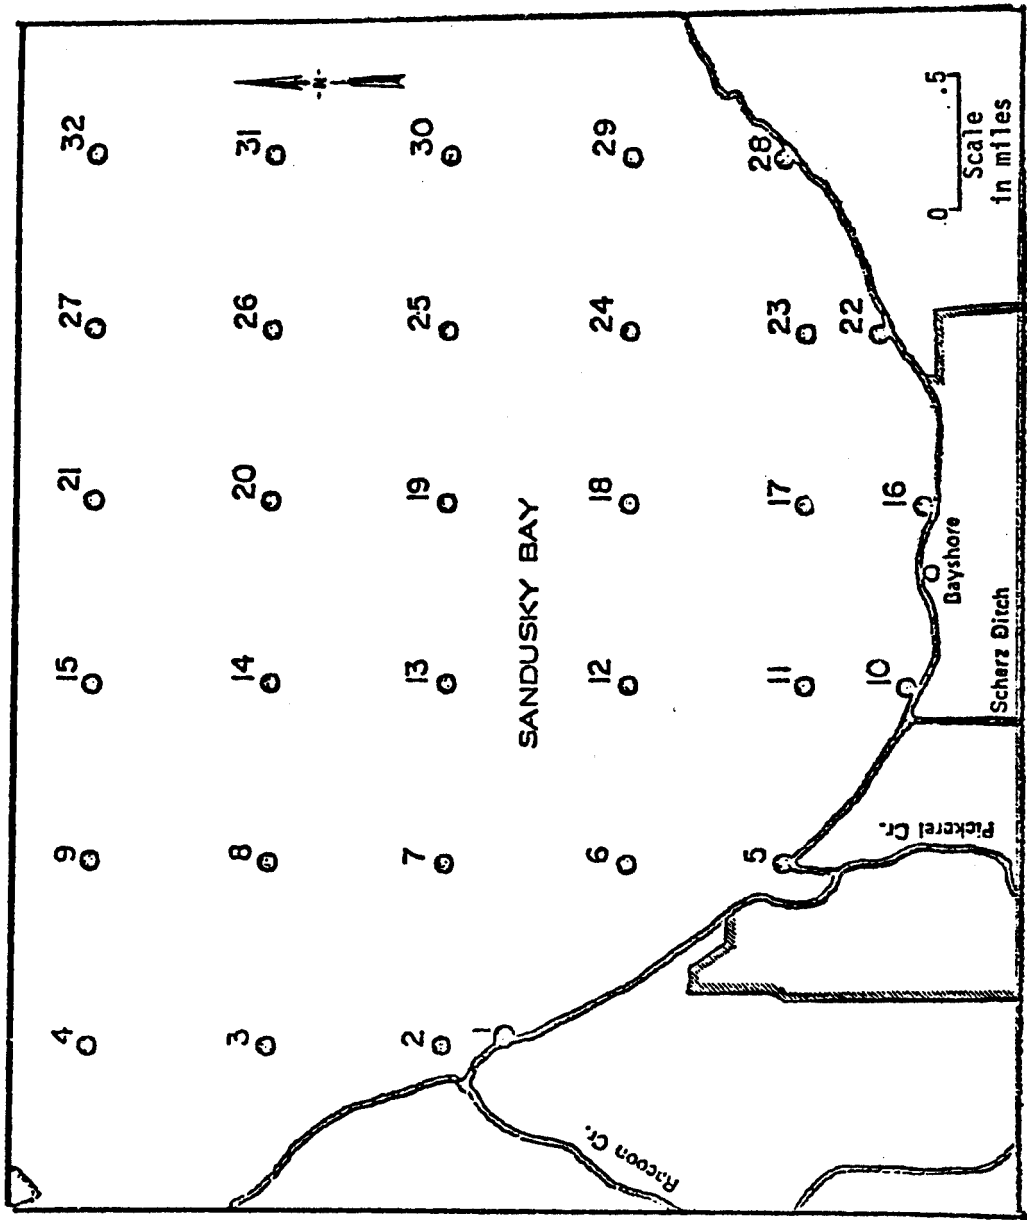 4 9 15 21 27 32
3 8 14 20 26 31
-N-
2 7 13 19 25 30
1
SANDUSKY BAY
6 12 18 24 29
Racoon Cr.
5 11 17 23 28
10 16 22
Pickerel Cr.
Bayshore
Scherz Ditch
0 .5
Scale
in miles